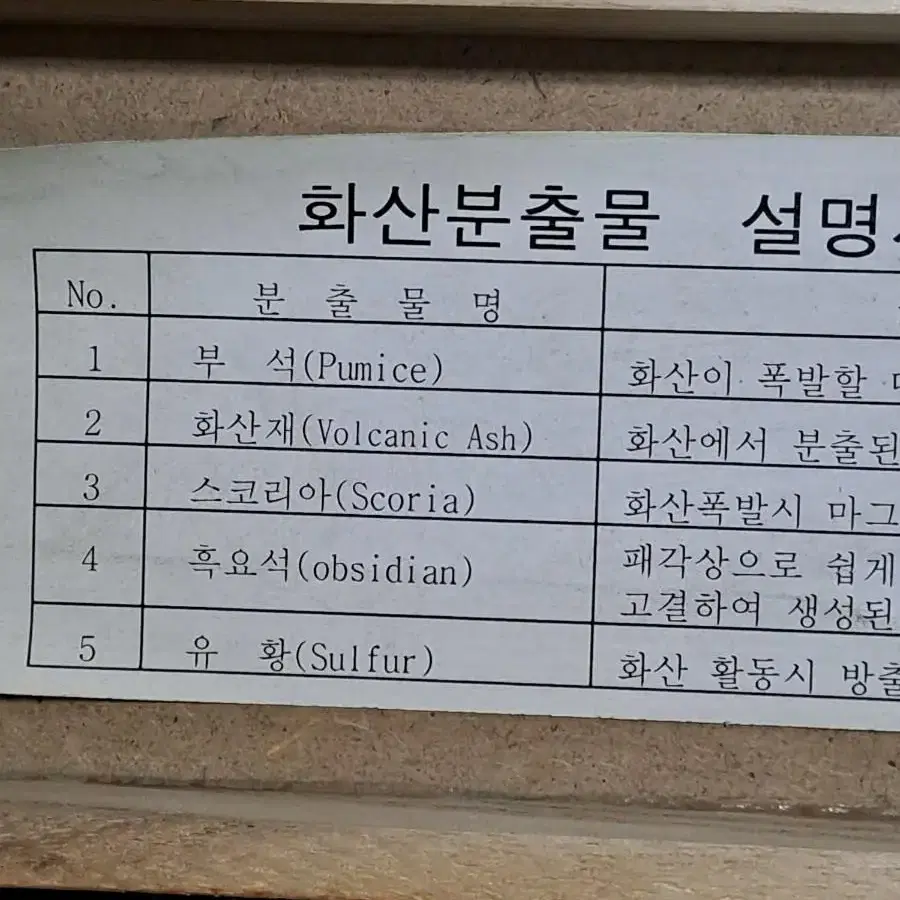 화산분출물 설명
No. 분 출 물 명
1 부 석(Pumice) 화산이 폭발할
2 화산재(Volcanic Ash) 화산에서 분출된
3 스코리아(Scoria) 화산폭발시 마그
4 흑요석(obsidian) 패각상으로 쉽게
고결하여 생성된
5 유 황(Sulfur) 화산 활동시 방출